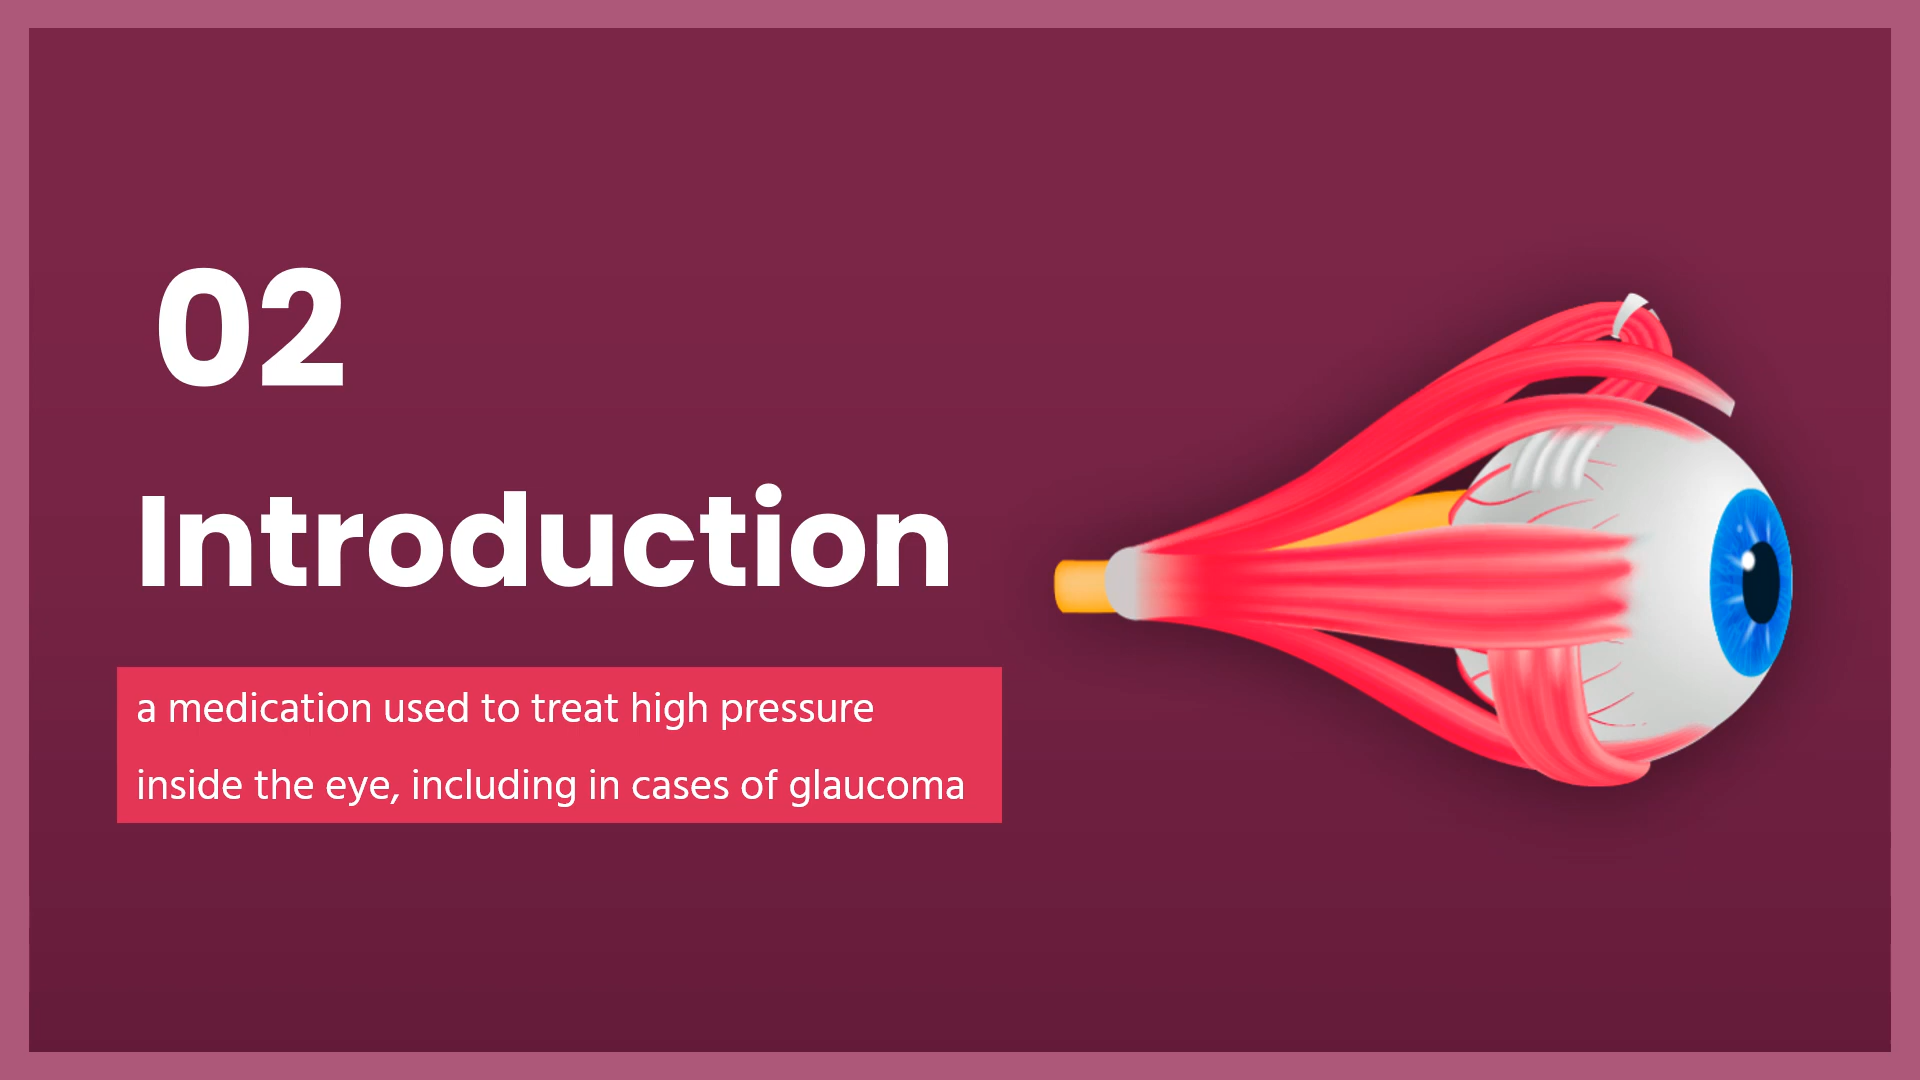 02
Introduction
a medication used to treat high pressure
inside the eye, including in cases of glaucoma